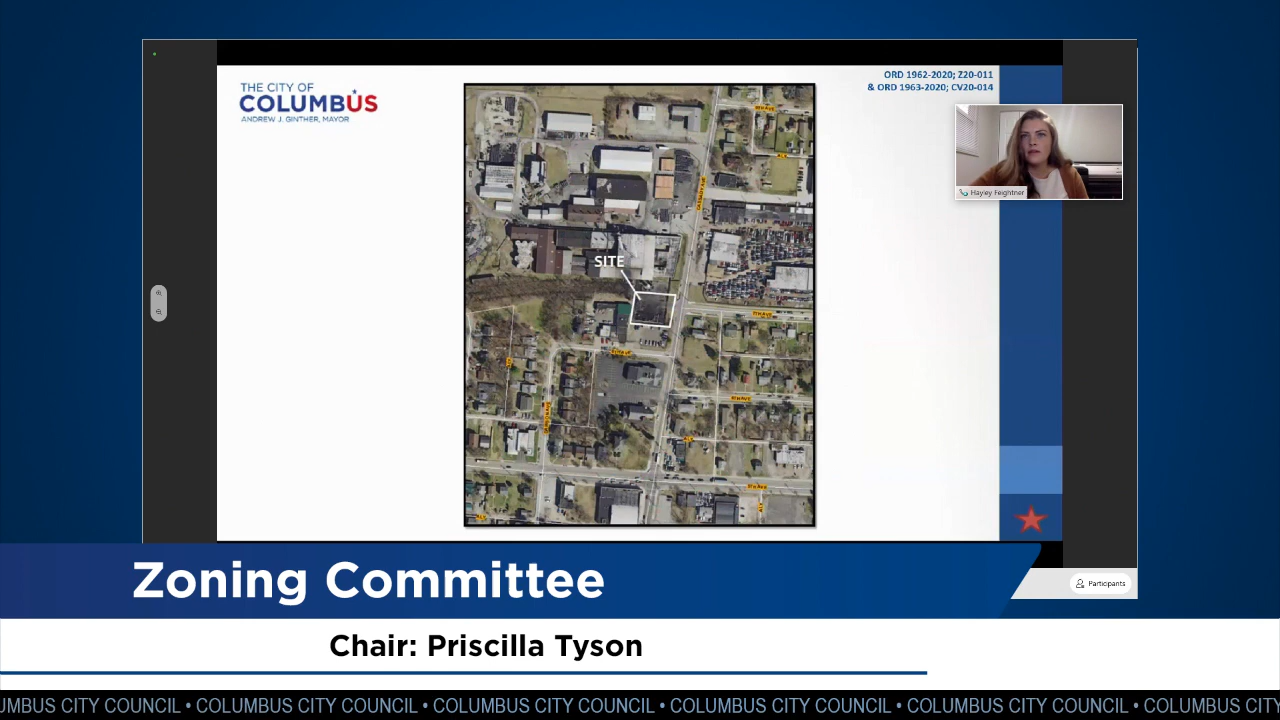 THE CITY OF
COLUMBUS
ANDREW J. GINTHER, MAYOR
ORD 1962-2020; Z20-011
& ORD 1963-2020; CV20-014
Hayley Feightner
SITE
5TH AVE
Participants
Zoning Committee
Chair: Priscilla Tyson
UMBUS CITY COUNCIL • COLUMBUS CITY COUNCIL • COLUMBUS CITY COUNCIL • COLUMBUS CITY COUNCIL • COLUMBUS CITY COUNCIL • COLUMBUS CITY